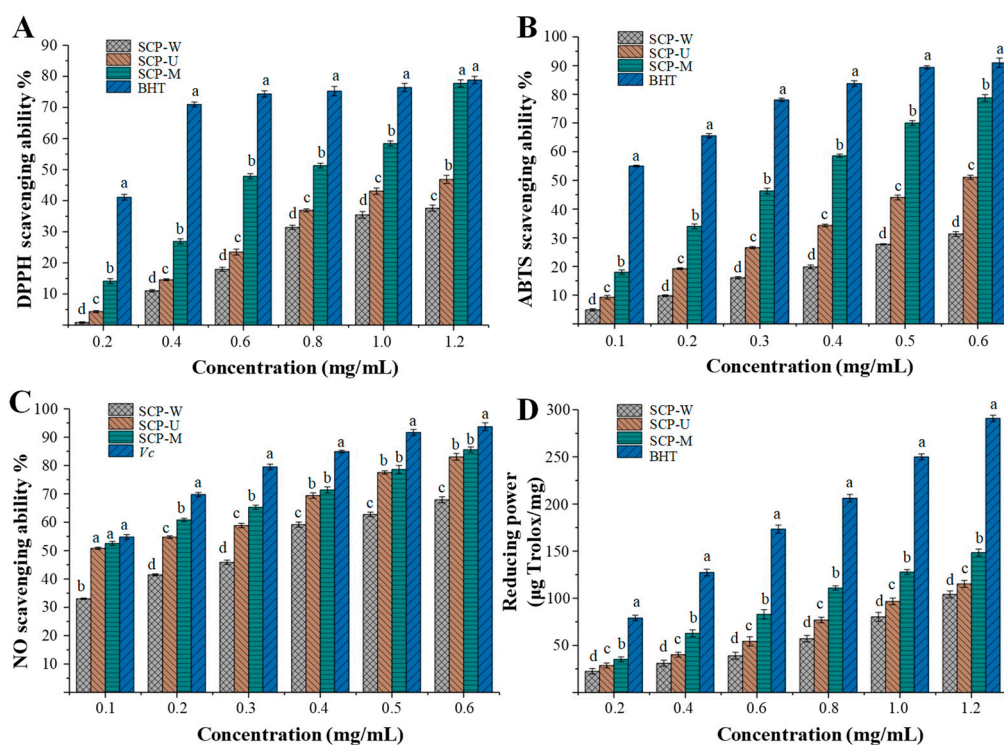 A
SCP-W
SCP-U
SCP-M
BHT
DPPH scavenging ability %
90
80
70
60
50
40
30
20
10
d c b a
d c b a
d c b a
d c b a
d c b a
c b a a
0.2 0.4 0.6 0.8 1.0 1.2
Concentration (mg/mL)
B
SCP-W
SCP-U
SCP-M
BHT
ABTS scavenging ability %
100
90
80
70
60
50
40
30
20
10
d c b a
d c b a
d c b a
d c b a
d c b a
d c b a
0.1 0.2 0.3 0.4 0.5 0.6
Concentration (mg/mL)
C
SCP-W
SCP-U
SCP-M
Vc
NO scavenging ability %
100
90
80
70
60
50
40
30
20
10
b a a a
d c b a
d c b a
c b b a
c b b a
c b b a
0.1 0.2 0.3 0.4 0.5 0.6
Concentration (mg/mL)
D
SCP-W
SCP-U
SCP-M
BHT
Reducing power
(µg Trolox/mg)
300
250
200
150
100
50
d c b a
d c b a
d c b a
d c b a
d c b a
d c b a
0.2 0.4 0.6 0.8 1.0 1.2
Concentration (mg/mL)